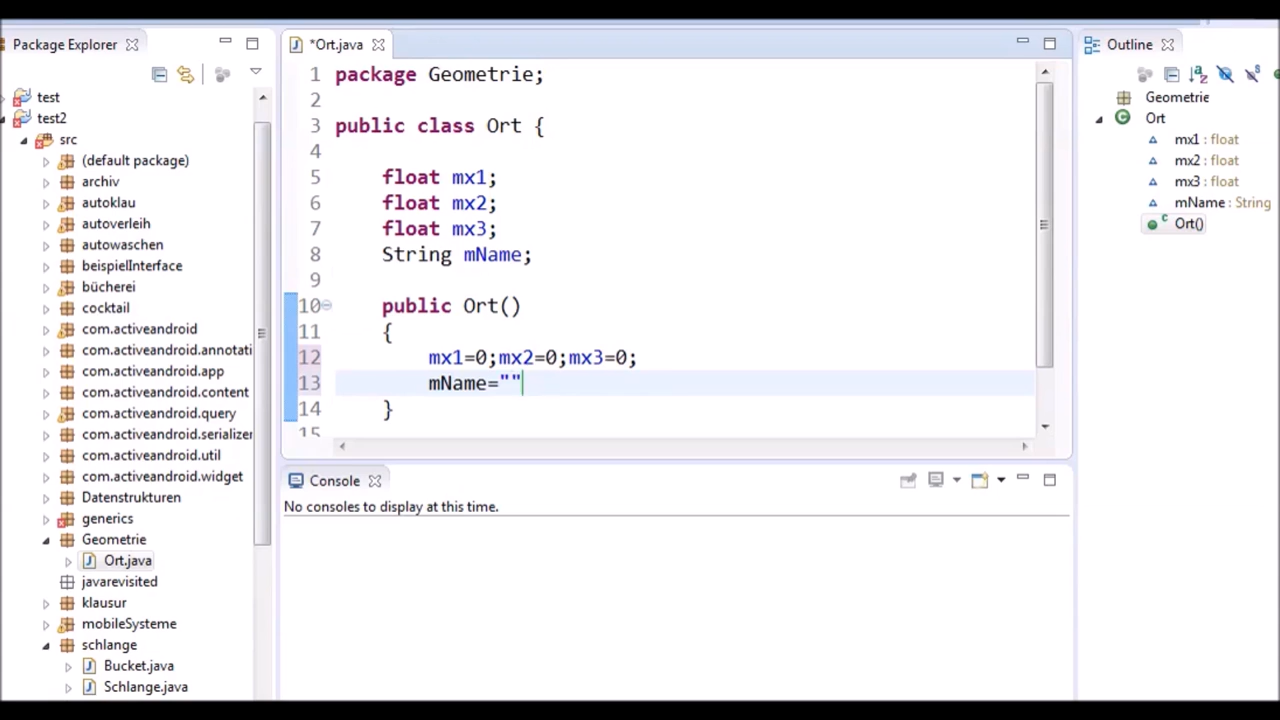 Package Explorer
test
test2
src
(default package)
archiv
autoklau
autoverleih
autowaschen
beispielInterface
bücherei
cocktail
com.activeandroid
com.activeandroid.annotati
com.activeandroid.app
com.activeandroid.content
com.activeandroid.query
com.activeandroid.serializer
com.activeandroid.util
com.activeandroid.widget
Datenstrukturen
generics
Geometrie
Ort.java
javarevisited
klausur
mobileSysteme
schlange
Bucket.java
Schlange.java
*Ort.java
1 package Geometrie;
2
3 public class Ort {
4
5 float mx1;
6 float mx2;
7 float mx3;
8 String mName;
9
10 public Ort()
11 {
12 mx1=0;mx2=0;mx3=0;
13 mName=""
14 }
15
Console
No consoles to display at this time.
Outline
Geometrie
Ort
mx1 : float
mx2 : float
mx3 : float
mName : String
Ort()